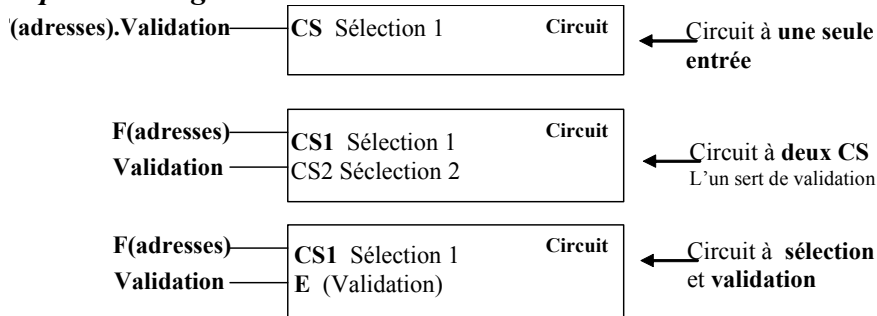 (adresses).Validation CS Sélection 1 Circuit
Circuit à une seule
entrée
F(adresses) CS1 Sélection 1 Circuit
Validation CS2 Séclection 2
Circuit à deux CS
L'un sert de validation
F(adresses) CS1 Sélection 1 Circuit
Validation E (Validation)
Circuit à sélection
et validation